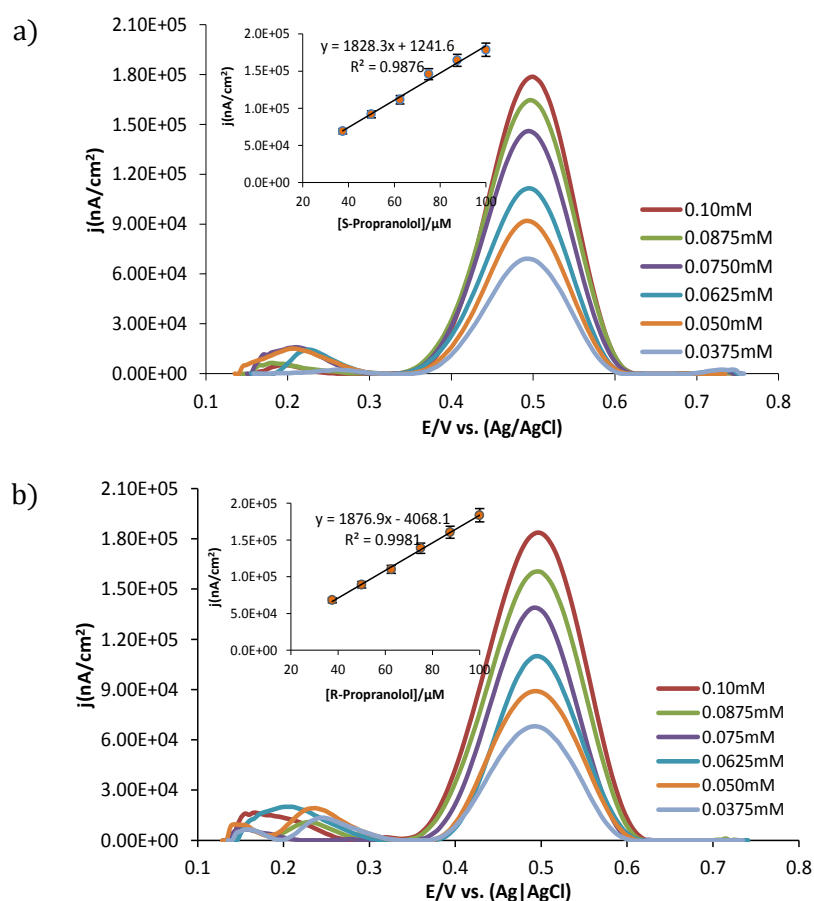 a)
j(nA/cm²)
2.10E+05
1.80E+05
1.50E+05
1.20E+05
9.00E+04
6.00E+04
3.00E+04
0.00E+00
0.1 0.2 0.3 0.4 0.5 0.6 0.7 0.8
E/V vs. (Ag/AgCl)
j(nA/cm²)
2.0E+05
1.5E+05
1.0E+05
5.0E+04
0.0E+00
y = 1828.3x + 1241.6
R² = 0.9876
20 40 60 80 100
[S-Propranolol]/μM
0.10mM
0.0875mM
0.0750mM
0.0625mM
0.050mM
0.0375mM
b)
j(nA/cm²)
2.10E+05
1.80E+05
1.50E+05
1.20E+05
9.00E+04
6.00E+04
3.00E+04
0.00E+00
0.1 0.2 0.3 0.4 0.5 0.6 0.7 0.8
E/V vs. (Ag|AgCl)
j(nA/cm²)
2.0E+05
1.5E+05
1.0E+05
5.0E+04
0.0E+00
y = 1876.9x - 4068.1
R² = 0.9981
20 40 60 80 100
[R-Propranolol]/μM
0.10mM
0.0875mM
0.075mM
0.0625mM
0.050mM
0.0375mM